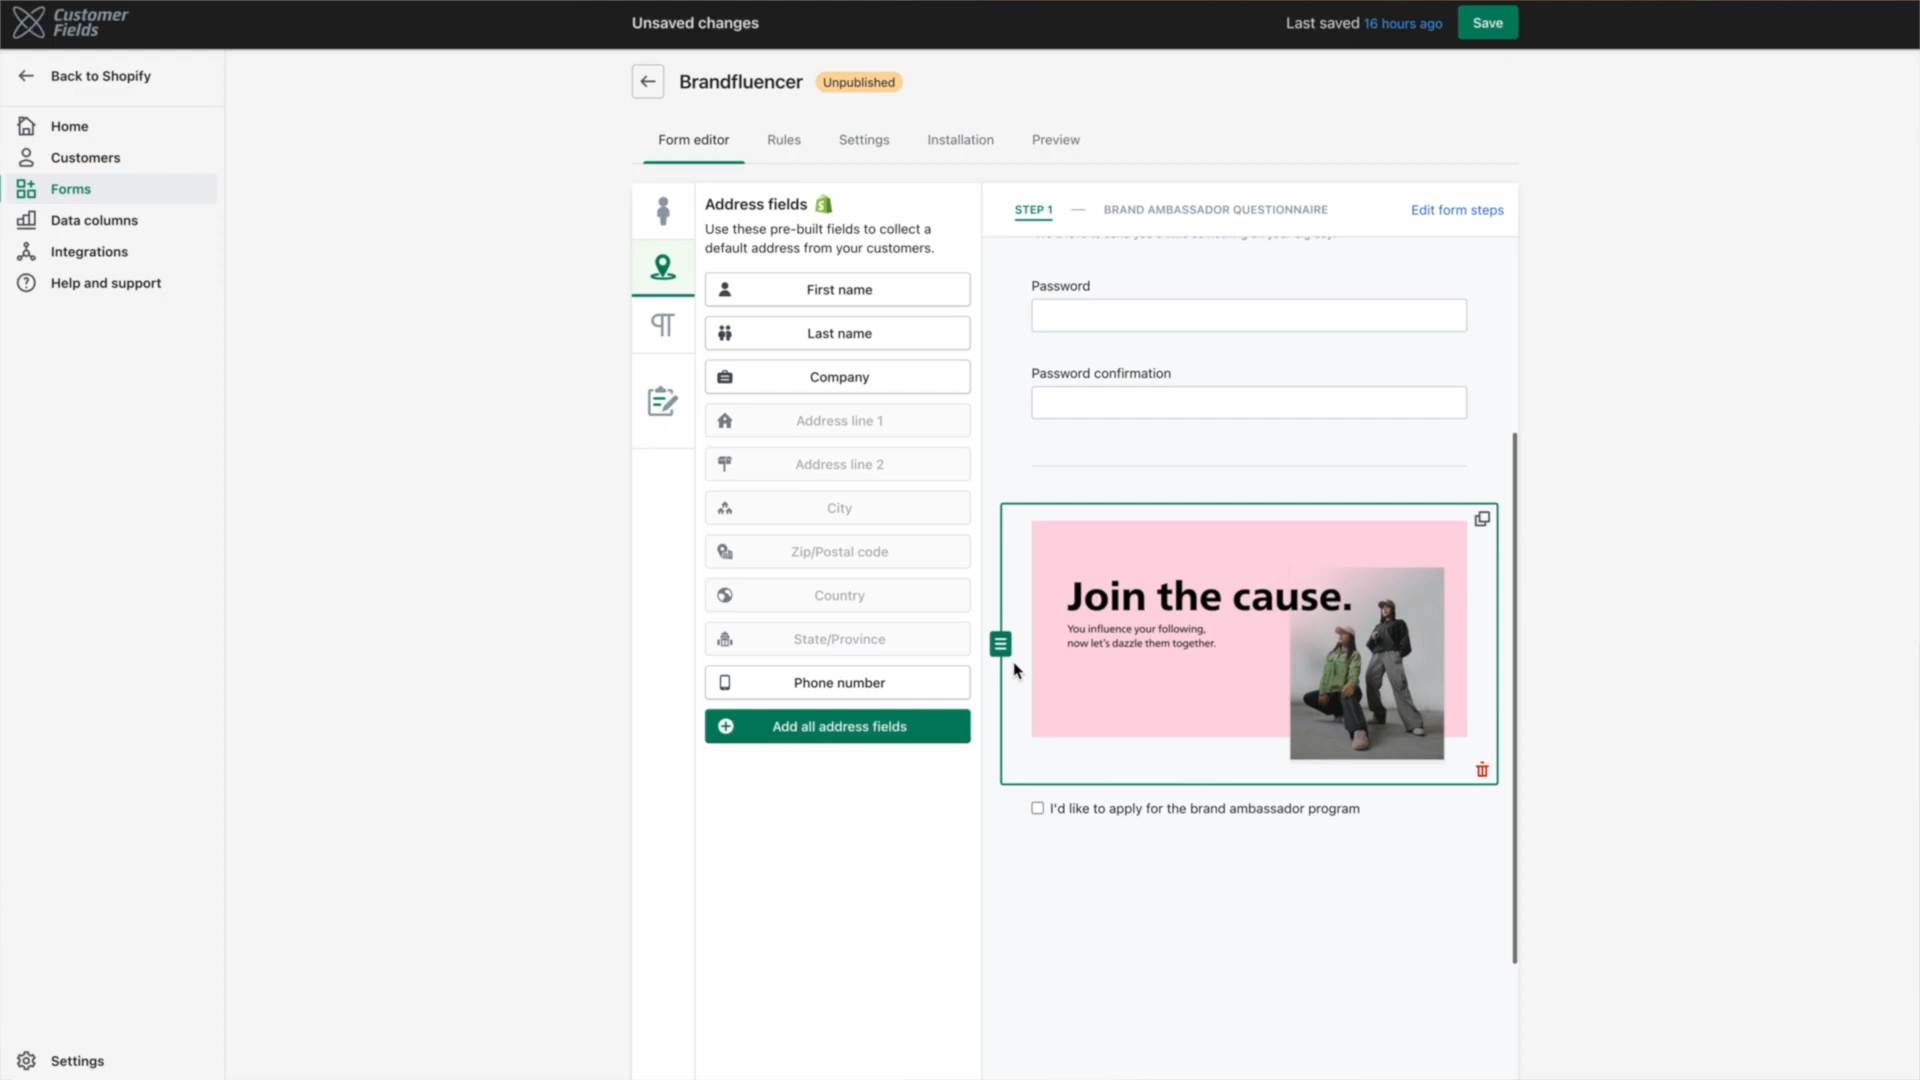 Customer
Fields
Unsaved changes
Last saved 16 hours ago
Save
Back to Shopify
Home
Customers
Forms
Data columns
Integrations
Help and support
Settings
Brandfluencer
Unpublished
Form editor
Rules
Settings
Installation
Preview
Address fields
Use these pre-built fields to collect a
default address from your customers.
First name
Last name
Company
Address line 1
Address line 2
City
Zip/Postal code
Country
State/Province
Phone number
Add all address fields
STEP 1 — BRAND AMBASSADOR QUESTIONNAIRE
Edit form steps
Password
Password confirmation
Join the cause.
You influence your following,
now let's dazzle them together.
I'd like to apply for the brand ambassador program